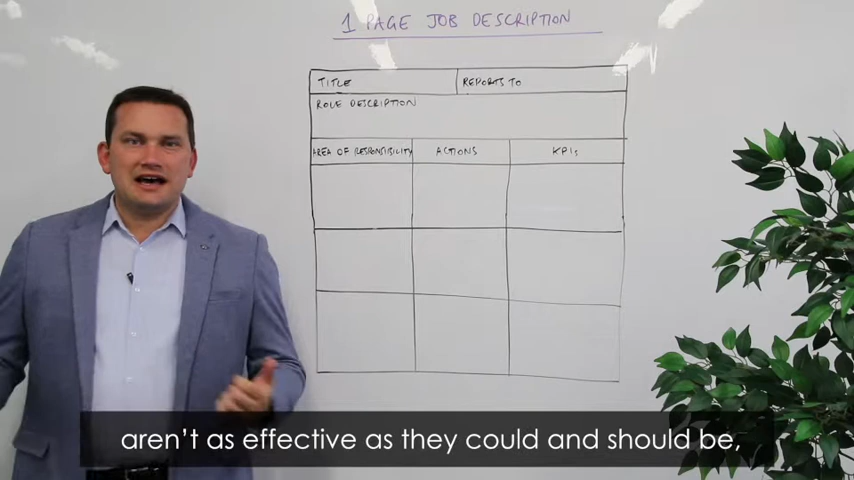 1 PAGE JOB DESCRIPTION
TITLE
REPORTS TO
ROLE DESCRIPTION
AREA OF RESPONSIBILITY
ACTIONS
KPIs
aren't as effective as they could and should be,